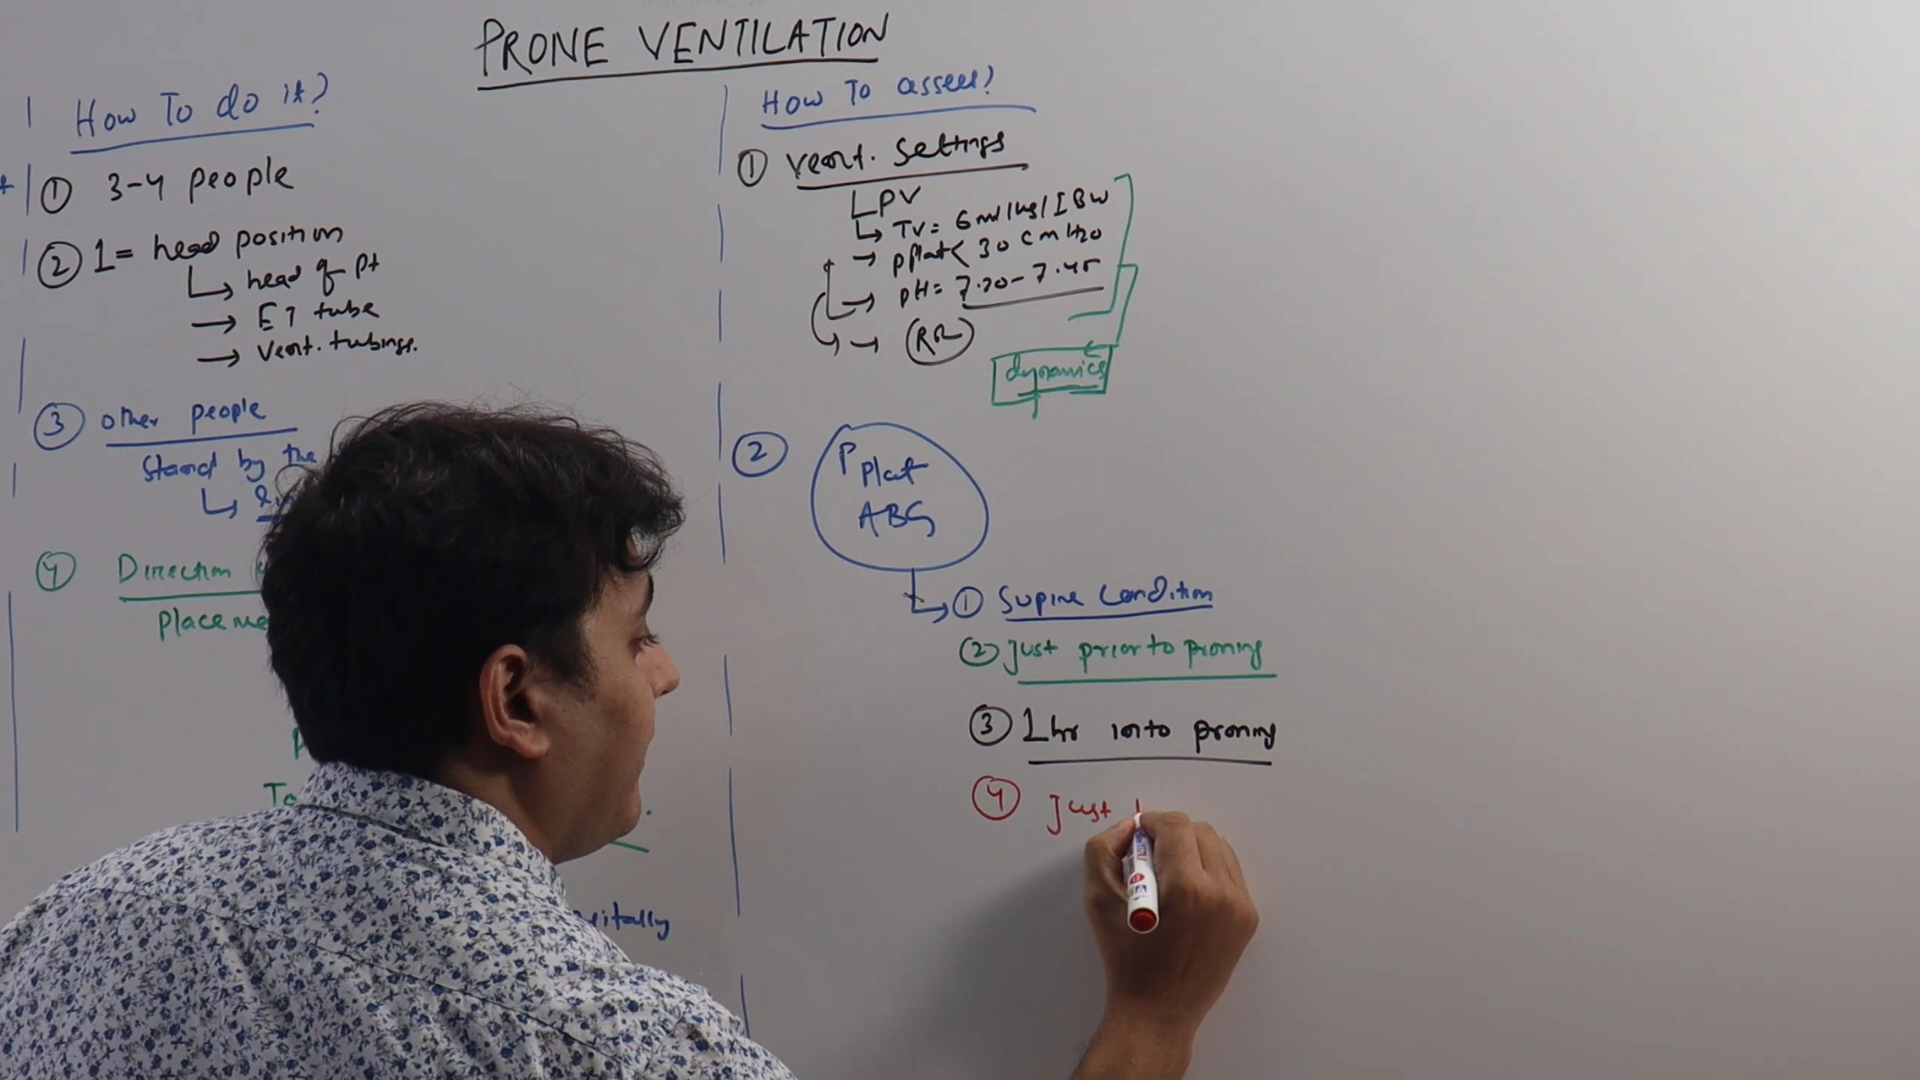 PRONE VENTILATION
How To do it?
① 3-4 people
② 1= head position
↳ head of pt
→ ET tube
→ Vent. tubings.
③ other people
Stand by the
④ Direction
Placeme
To
How To assess?
① Vent. Settings
LPV
↳ TV= 6 ml/kg/IBW
→ pplat< 30 cm H2O
→ pH= 7.20-7.45
→ RR
dynamics
② P Plat
ABG
↳ ① Supine Condition
② Just prior to proning
③ 1hr into proning
④ Just